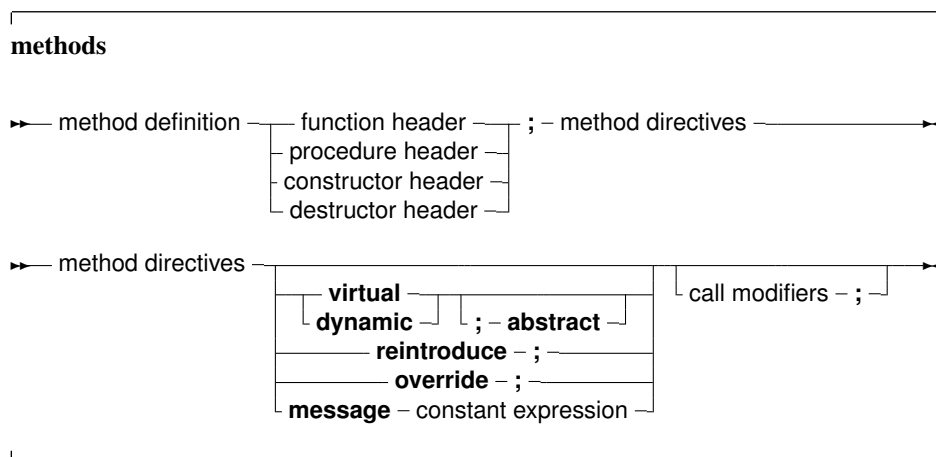 methods
method definition function header ; method directives
procedure header
constructor header
destructor header
method directives
virtual call modifiers ;
dynamic ; abstract
reintroduce ;
override ;
message constant expression